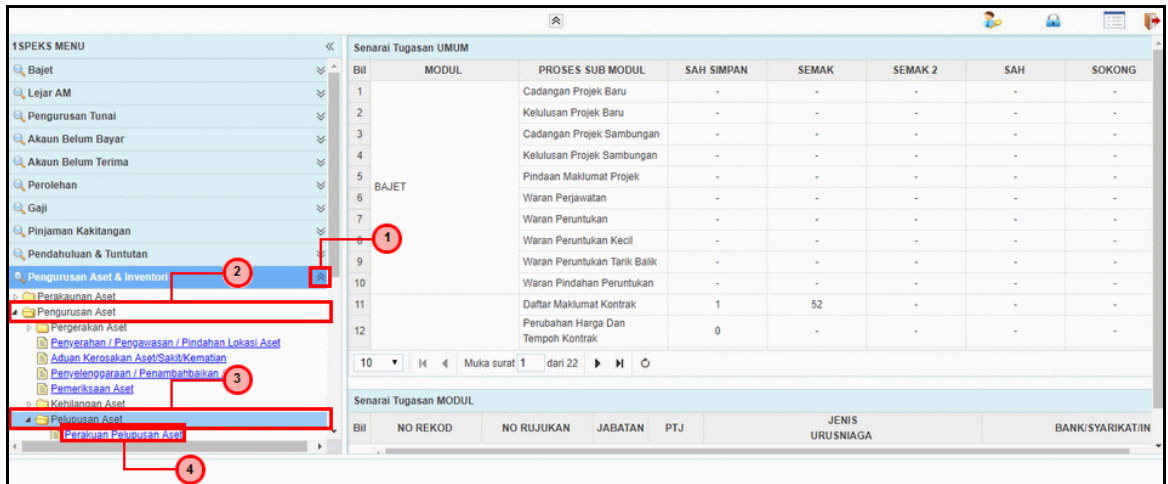 1SPEKS MENU
Bajet
Lejar AM
Pengurusan Tunai
Akaun Belum Bayar
Akaun Belum Terima
Perolehan
Gaji
Pinjaman Kakitangan
Pendahuluan & Tuntutan
Pengurusan Aset & Inventori
Perakaunan Aset
Pengurusan Aset
Pergerakan Aset
Penyerahan / Pengawasan / Pindahan Lokasi Aset
Aduan Kerosakan Aset/Sakit/Kematian
Penyelenggaraan / Penambahbaikan
Pemeriksaan Aset
Kehilangan Aset
Pelupusan Aset
Perakuan Pelupusan Aset
1
2
3
4
Senarai Tugasan UMUM
Bil MODUL PROSES SUB MODUL SAH SIMPAN SEMAK SEMAK 2 SAH SOKONG
1 Cadangan Projek Baru - - - - -
2 Kelulusan Projek Baru - - - - -
3 Cadangan Projek Sambungan - - - - -
4 Kelulusan Projek Sambungan - - - - -
5 Pindaan Maklumat Projek - - - - -
BAJET
6 Waran Perjawatan - - - - -
7 Waran Peruntukan - - - - -
8 Waran Peruntukan Kecil - - - - -
9 Waran Peruntukan Tarik Balik - - - - -
10 Waran Pindahan Peruntukan - - - - -
11 Daftar Maklumat Kontrak 1 52 - - -
12 Perubahan Harga Dan
Tempoh Kontrak 0 - - - -
10 Muka surat 1 dari 22
Senarai Tugasan MODUL
Bil NO REKOD NO RUJUKAN JABATAN PTJ JENIS
URUSNIAGA BANK/SYARIKAT/IN